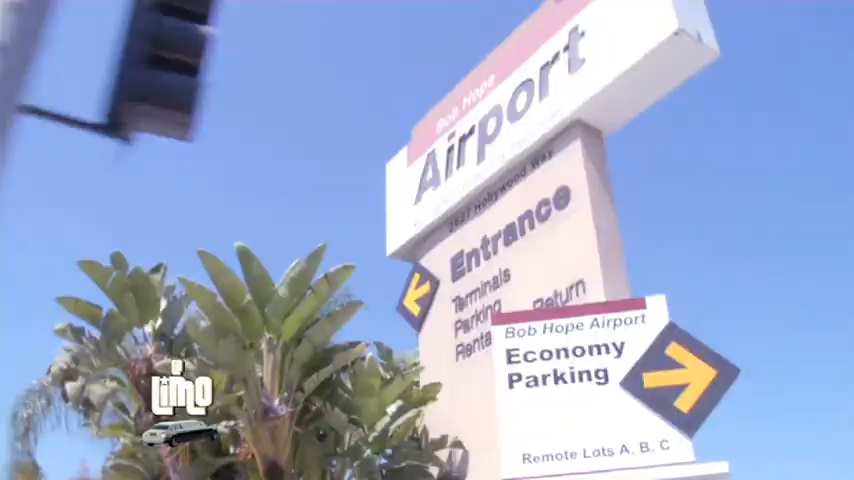 Bob Hope
Airport
2627 Hollywood Way
Entrance
Terminals
Parking
Rental Return
Bob Hope Airport
Economy
Parking
Remote Lots A, B, C
LIMO